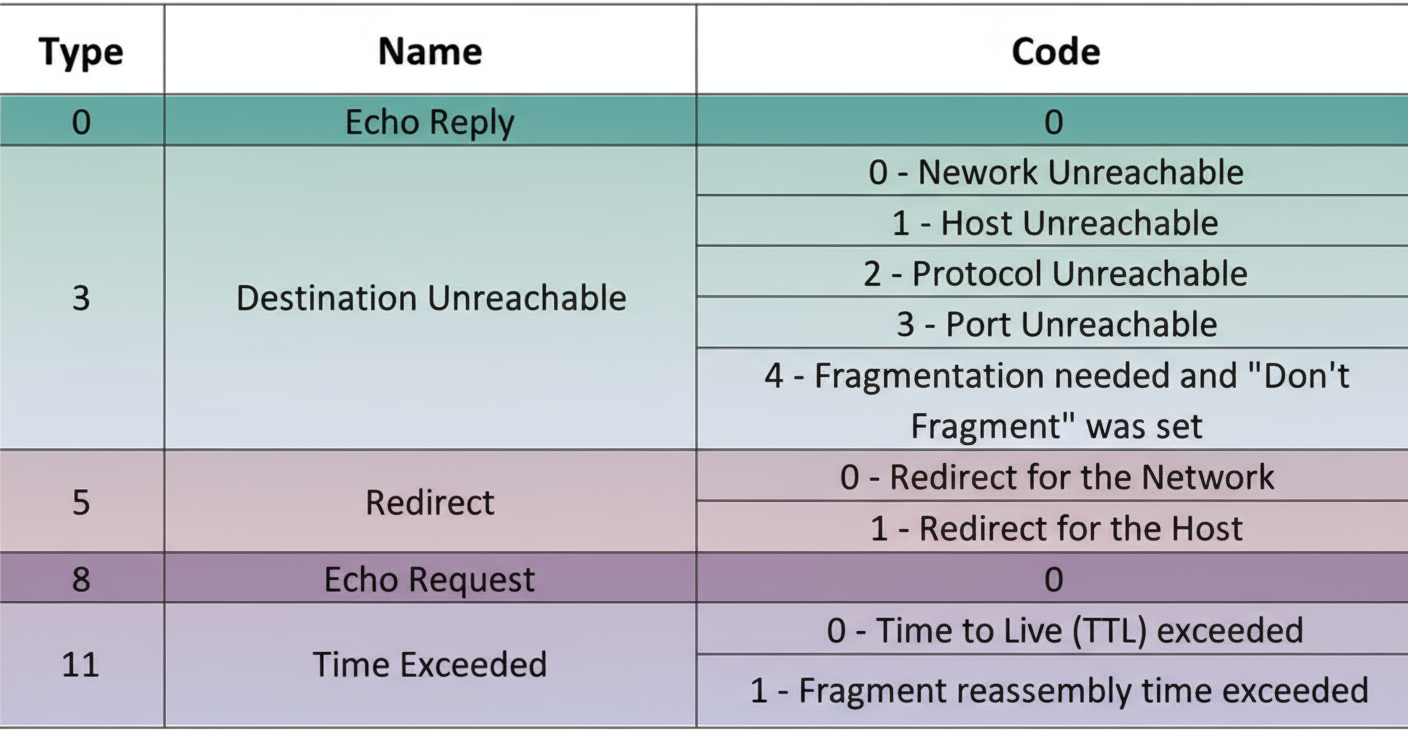 Type Name Code
0 Echo Reply 0
0 - Nework Unreachable
1 - Host Unreachable
2 - Protocol Unreachable
3 Destination Unreachable
3 - Port Unreachable
4 - Fragmentation needed and "Don't
Fragment" was set
0 - Redirect for the Network
5 Redirect
1 - Redirect for the Host
8 Echo Request 0
0 - Time to Live (TTL) exceeded
11 Time Exceeded
1 - Fragment reassembly time exceeded